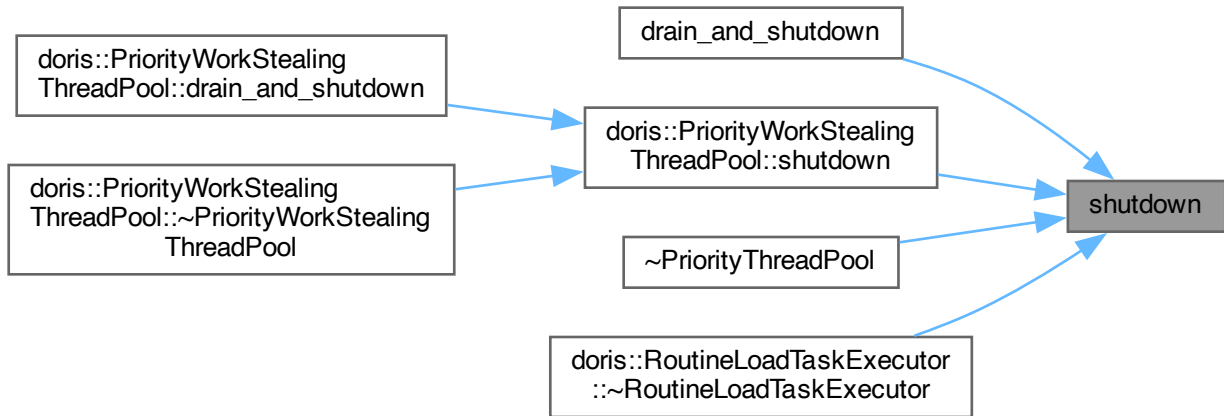 doris::PriorityWorkStealing
ThreadPool::drain_and_shutdown
doris::PriorityWorkStealing
ThreadPool::~PriorityWorkStealing
ThreadPool
drain_and_shutdown
doris::PriorityWorkStealing
ThreadPool::shutdown
~PriorityThreadPool
doris::RoutineLoadTaskExecutor
::~RoutineLoadTaskExecutor
shutdown